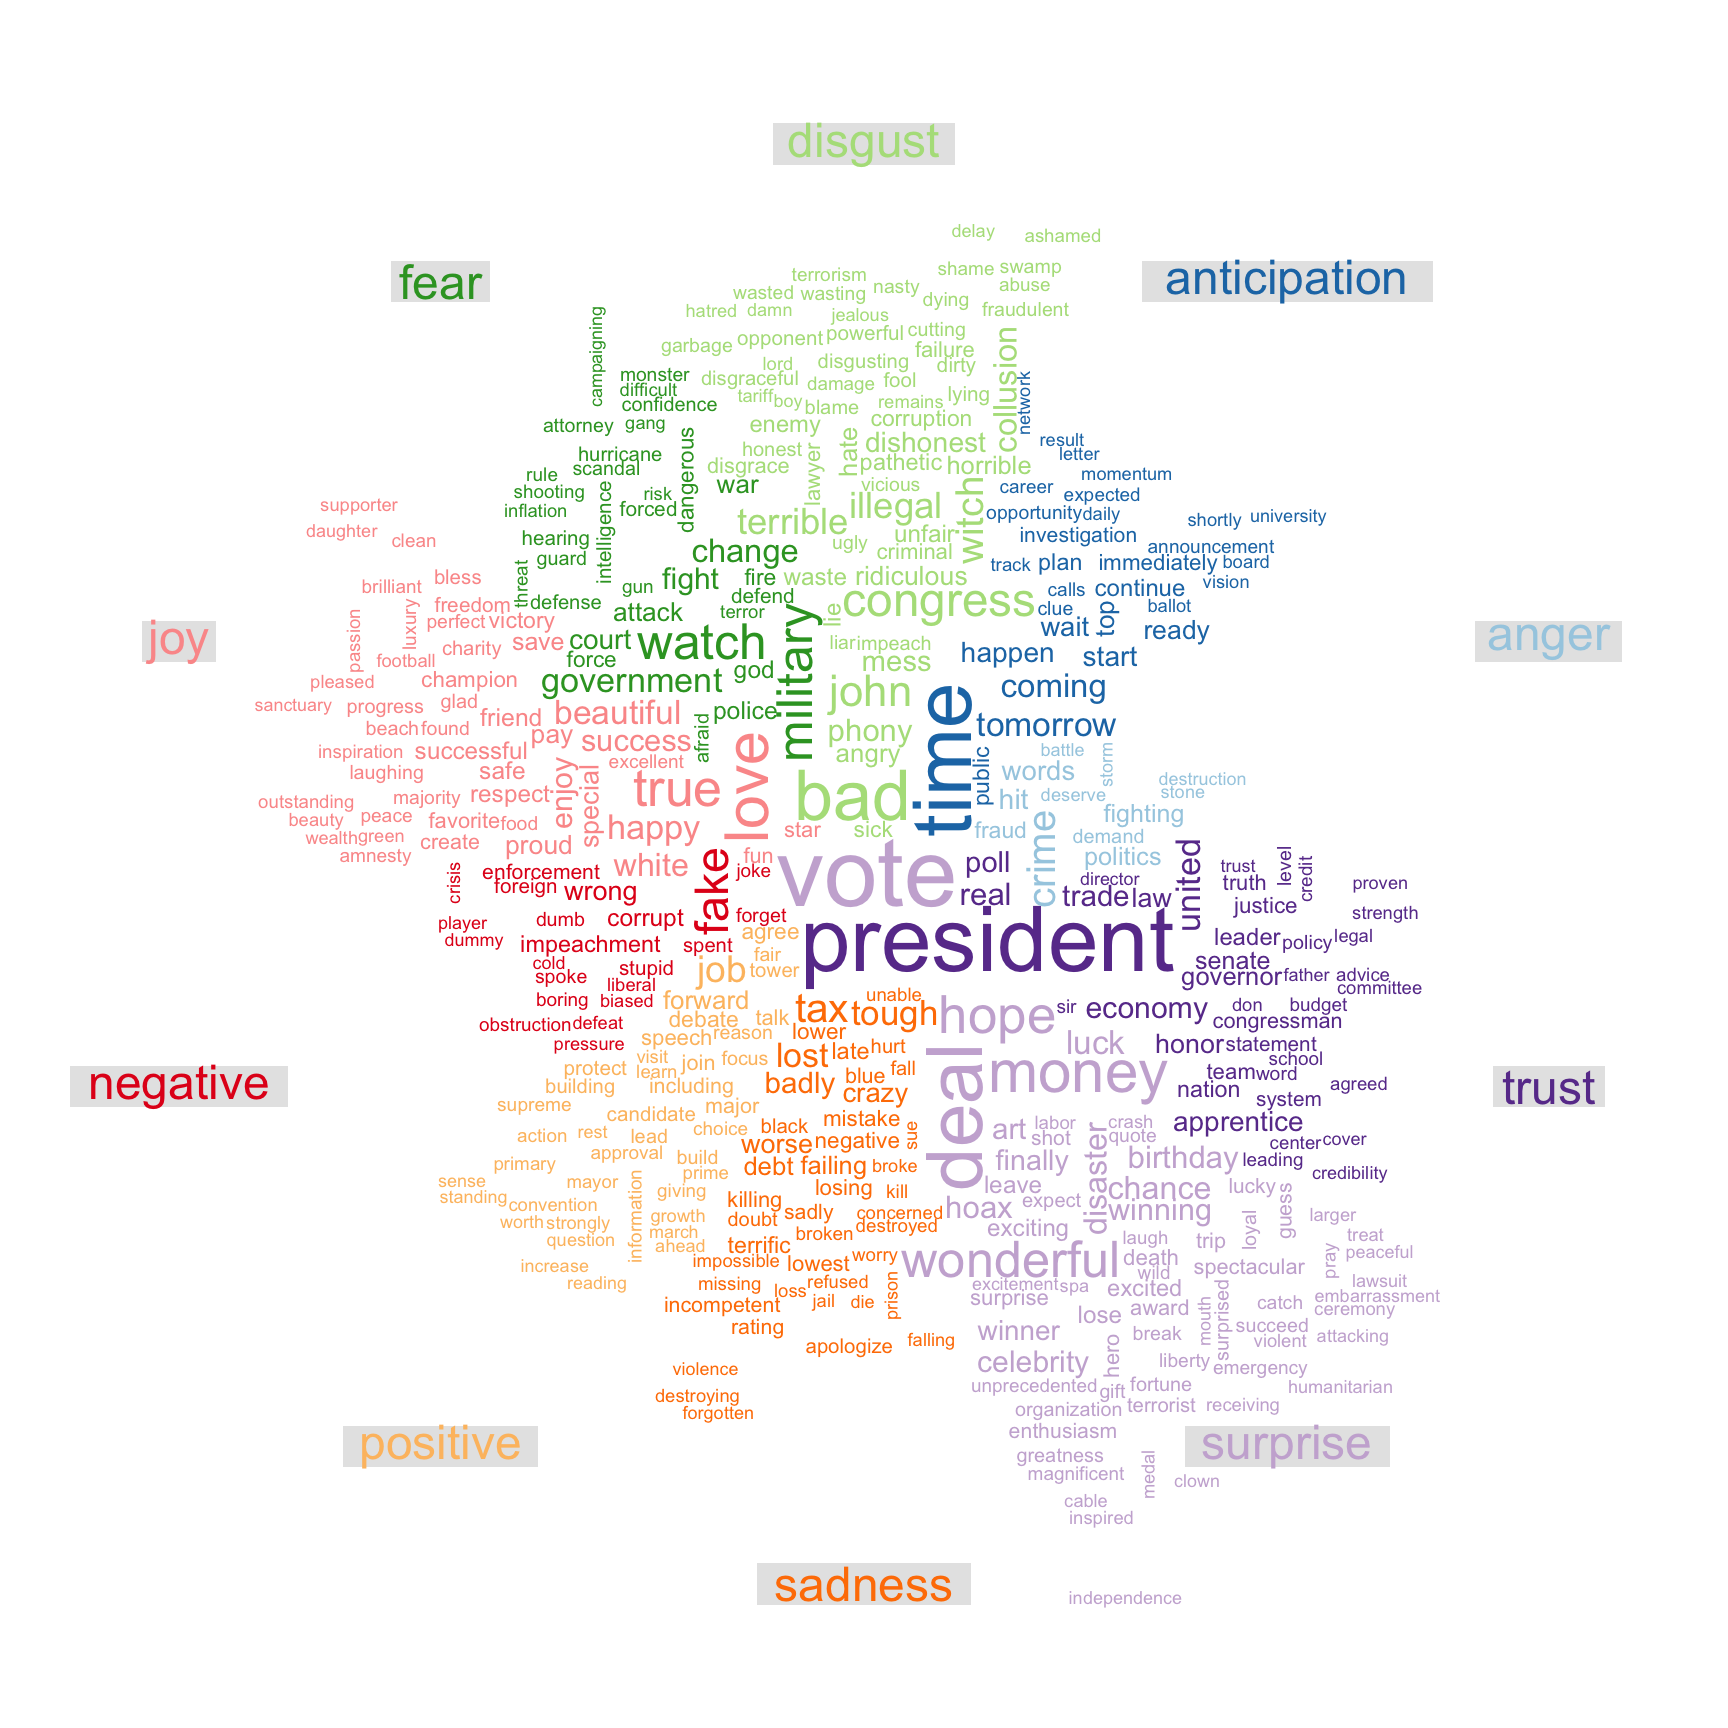 disgust
delay
ashamed
shame swamp
terrorism
wasted wasting nasty
abuse
fear
anticipation
hatred damn
jealous
dying
fraudulent
campaigning
garbage opponent powerful cutting
failure
collusion
lord disgusting
dirty
monster
difficult
confidence
disgraceful damage fool
tariff boy blame remains lying
network
attorney gang
enemy corruption
result
letter
hurricane
scandal
dangerous
honest
disgrace
lawyer
hate
dishonest
pathetic horrible
momentum
rule
shooting
inflation
risk
forced
war
vicious
career expected
supporter
intelligence
terrible illegal
witch
opportunity daily
shortly university
daughter
clean
hearing
guard
change
ugly
unfair
criminal
investigation
announcement
brilliant bless
threat
gun
fight fire waste ridiculous
track plan immediately board
vision
freedom
defense
defend
terror
lie
congress
calls continue
clue
top
ballot
joy
passion
luxury
perfect victory
attack
anger
charity save court watch
force
military
liar impeach
mess
wait ready
happen start
football
pleased champion
government god
john
coming
sanctuary progress glad
friend beautiful police
time
tomorrow
beach found
afraid
phony
angry
public
battle
storm
inspiration successful pay success
excellent
words
destruction
stone
laughing safe
enjoy
special
true
love
bad
hit deserve
fighting
outstanding majority respect
beauty peace favorite food
happy star sick fraud
crime
demand
wealth green create proud
amnesty
white
fake
fun
joke
vote
poll
politics
united
trust
level
credit
crisis
enforcement
foreign wrong
real
director
trade law
truth
justice
proven
player
dummy
dumb corrupt forget
president
strength
impeachment spent agree
leader policy legal
cold
spoke
stupid
liberal
job
fair
tower
senate
governor father advice
committee
boring biased forward
tax
unable
tough
hope
sir economy don budget
congressman
obstruction defeat
debate talk
pressure
speech reason lower
luck honor statement
school
negative
protect visit join focus lost late hurt
learn
deal
money
team word
trust
building including badly blue fall
crazy
nation
system agreed
supreme candidate major
mistake
labor crash
apprentice
action rest lead choice black
worse negative
sue
art shot quote
center cover
primary approval build
prime
debt failing broke
finally
disaster
birthday leading
credibility
sense
standing
mayor
giving
losing kill
leave expect
chance lucky
guess
convention
information
killing
doubt sadly concerned
destroyed
hoax
winning
larger
worth strongly
question
growth
march
ahead
broken
exciting
laugh trip
loyal
treat
peaceful
increase
reading
terrific
impossible lowest worry
wonderful death
wild
spectacular
pray
missing loss refused
jail die
prison
excitement spa excited
surprise
lawsuit
embarrassment
incompetent
lose award
mouth
surprised
catch
ceremony
rating
winner
break
succeed
violent attacking
apologize falling
celebrity
hero
liberty emergency
violence
unprecedented gift fortune
humanitarian
destroying
forgotten
organization terrorist receiving
positive
enthusiasm
surprise
greatness
magnificent
medal
clown
cable
inspired
sadness
independence